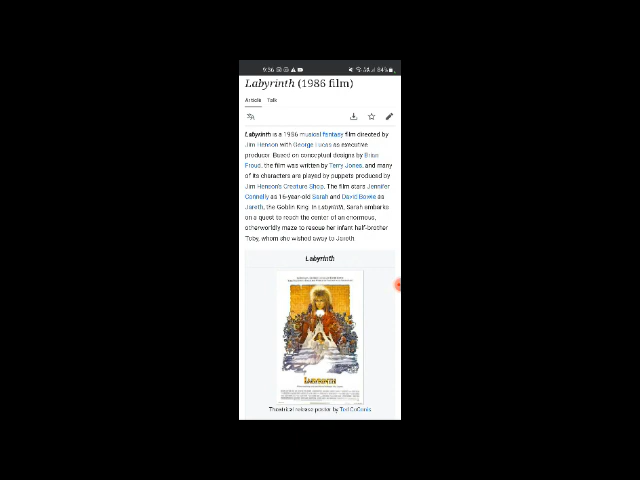 9:56
84%
Labyrinth (1986 film)
Article Talk
Labyrinth is a 1986 musical fantasy film directed by
Jim Henson with George Lucas as executive
producer. Based on conceptual designs by Brian
Froud, the film was written by Terry Jones, and many
of its characters are played by puppets produced by
Jim Henson's Creature Shop. The film stars Jennifer
Connelly as 16-year-old Sarah and David Bowie as
Jareth, the Goblin King. In Labyrinth, Sarah embarks
on a quest to reach the center of an enormous,
otherworldly maze to rescue her infant half-brother
Toby, whom she wished away to Jareth.
Labyrinth
LABYRINTH
Theatrical release poster by Ted CoConis